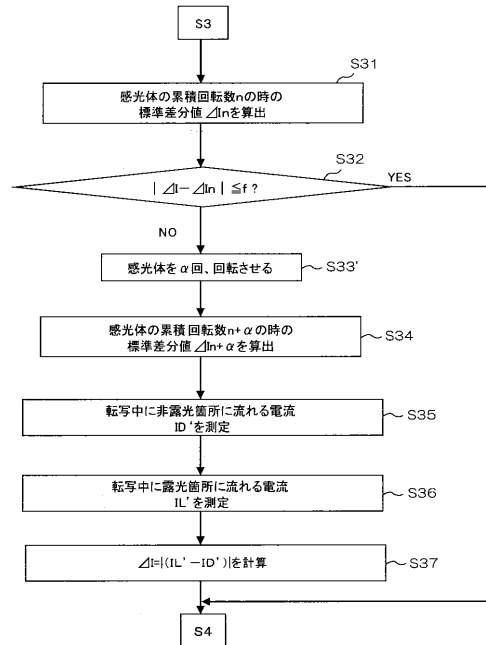 S3
S31
感光体の累積回転数nの時の
標準差分値⊿Inを算出
S32
|⊿I-⊿In|≦f?
YES
NO
感光体をα回、回転させる
S33'
感光体の累積回転数n+αの時の
標準差分値⊿In+αを算出
S34
転写中に非露光箇所に流れる電流
ID'を測定
S35
転写中に露光箇所に流れる電流
IL'を測定
S36
⊿I=|(IL'-ID')|を計算
S37
S4